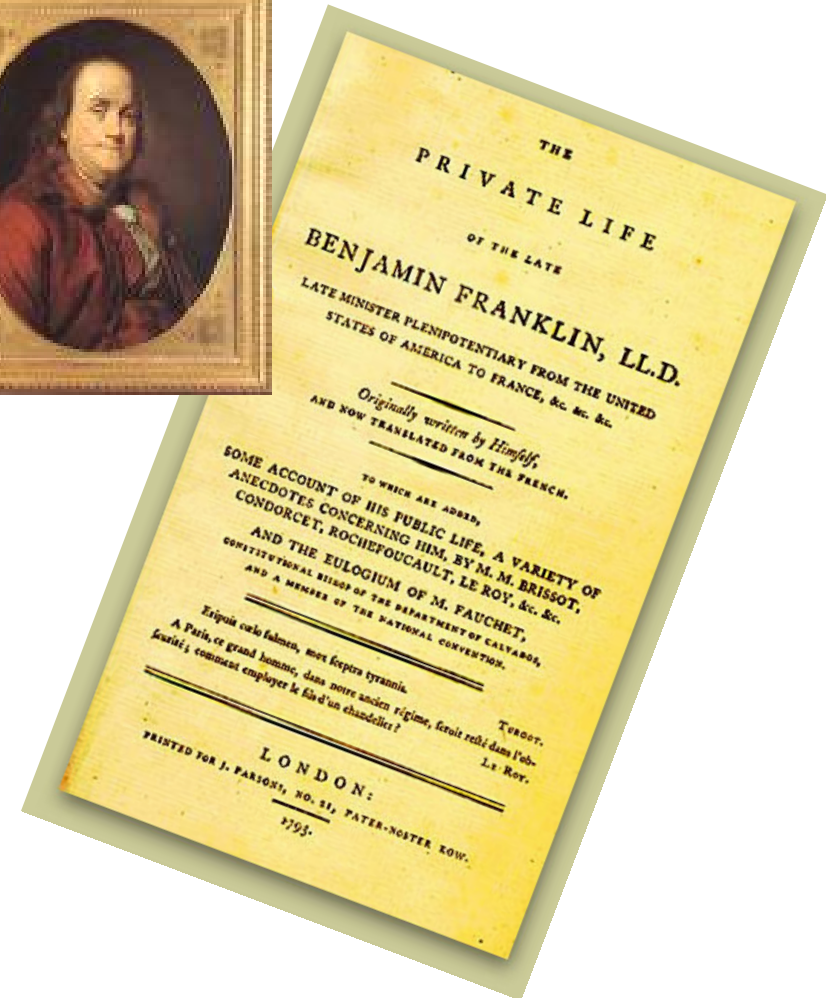 THE
PRIVATE LIFE
OF THE LATE
BENJAMIN FRANKLIN, LL.D.
LATE MINISTER PLENIPOTENTIARY FROM THE UNITED
STATES OF AMERICA TO FRANCE, &c. &c. &c.
Originally written by Himſelf,
AND NOW TRANSLATED FROM THE FRENCH.
TO WHICH ARE ADDED,
SOME ACCOUNT OF HIS PUBLIC LIFE, A VARIETY OF
ANECDOTES CONCERNING HIM, BY M. M. BRISSOT,
CONDORCET, ROCHEFOUCAULT, LE ROY, &c. &c.
AND THE EULOGIUM OF M. FAUCHET,
CONSTITUTIONAL BISHOP OF THE DEPARTMENT OF CALVADOS,
AND A MEMBER OF THE NATIONAL CONVENTION.
Eripuit cœlo fulmen, mox ſceptra tyrannis.
TURGOT.
A Paris, ce grand homme, dans notre ancien régime, ſeroit reſté dans l'ob-
ſcurité; comment employer le fils d'un chandelier?
LE ROY.
LONDON:
PRINTED FOR J. PARSONS, NO. 21, PATER-NOSTER ROW.
1793.